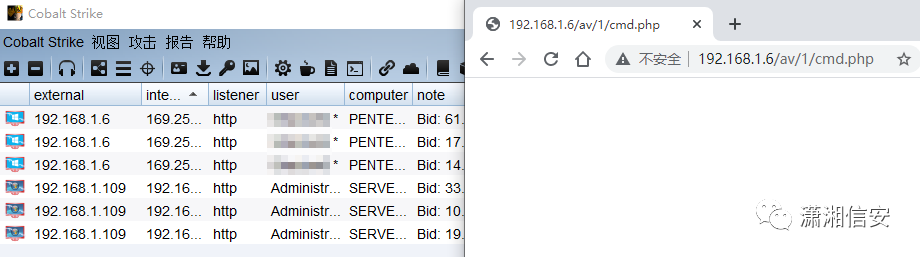 Cobalt Strike
Cobalt Strike 视图 攻击 报告 帮助
external inte... listener user computer note
192.168.1.6 169.25... http * PENTE... Bid: 61.
192.168.1.6 169.25... http * PENTE... Bid: 17.
192.168.1.6 169.25... http * PENTE... Bid: 14.
192.168.1.109 192.16... http Administr... SERVE... Bid: 33.
192.168.1.109 192.16... http Administr... SERVE... Bid: 10.
192.168.1.109 192.16... http Administr... SERVE... Bid: 19.
192.168.1.6/av/1/cmd.php
不安全 192.168.1.6/av/1/cmd.php
潇湘信安